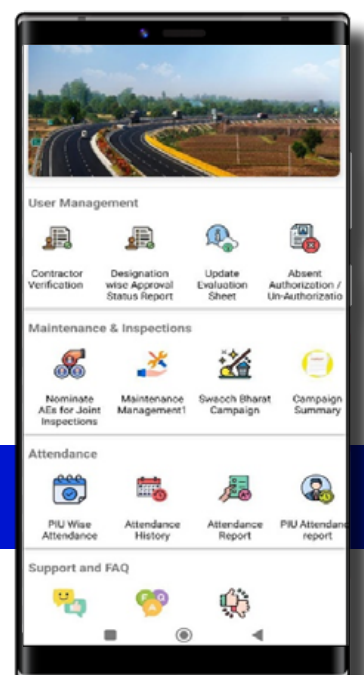 User Management
Contractor Verification
Designation wise Approval Status Report
Update Evaluation Sheet
Absent Authorization / Un-Authorizatio
Maintenance & Inspections
Nominate AEs for Joint Inspections
Maintenance Management1
Swacch Bharat Campaign
Campaign Summary
Attendance
PIU Wise Attendance
Attendance History
Attendance Report
PIU Attendanc report
Support and FAQ
F Q A